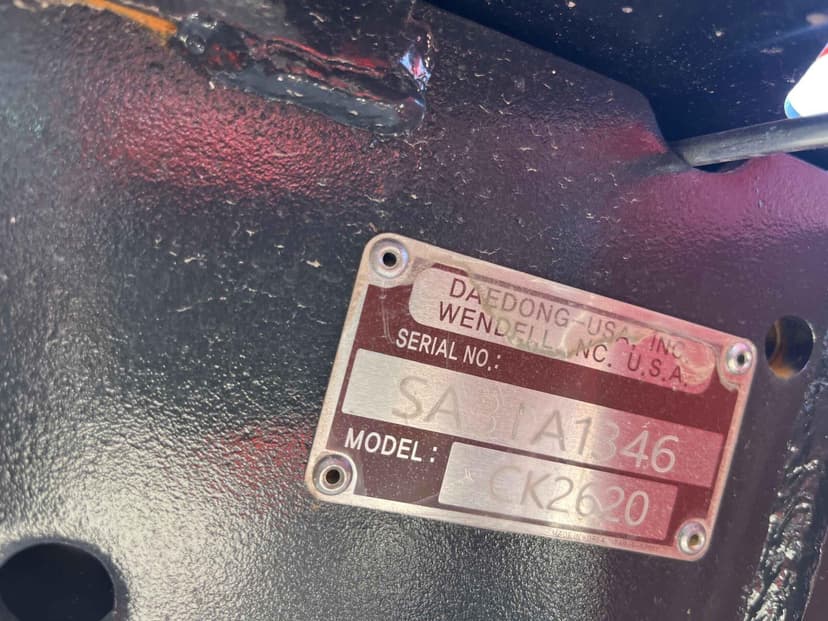 DAEDONG-USA, INC.
WENDELL, NC. U.S.A.
SERIAL NO.:
MODEL :
CK2620